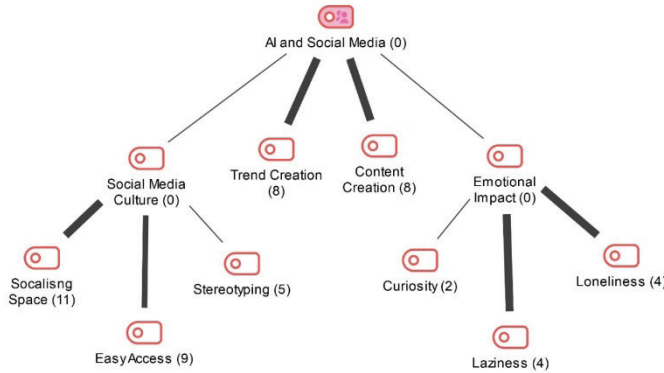 AI and Social Media (0)
Trend Creation
(8)
Content
Creation (8)
Social Media
Culture (0)
Emotional
Impact (0)
Socalisng
Space (11)
Stereotyping (5)
Curiosity (2)
Loneliness (4)
EasyAccess (9)
Laziness (4)